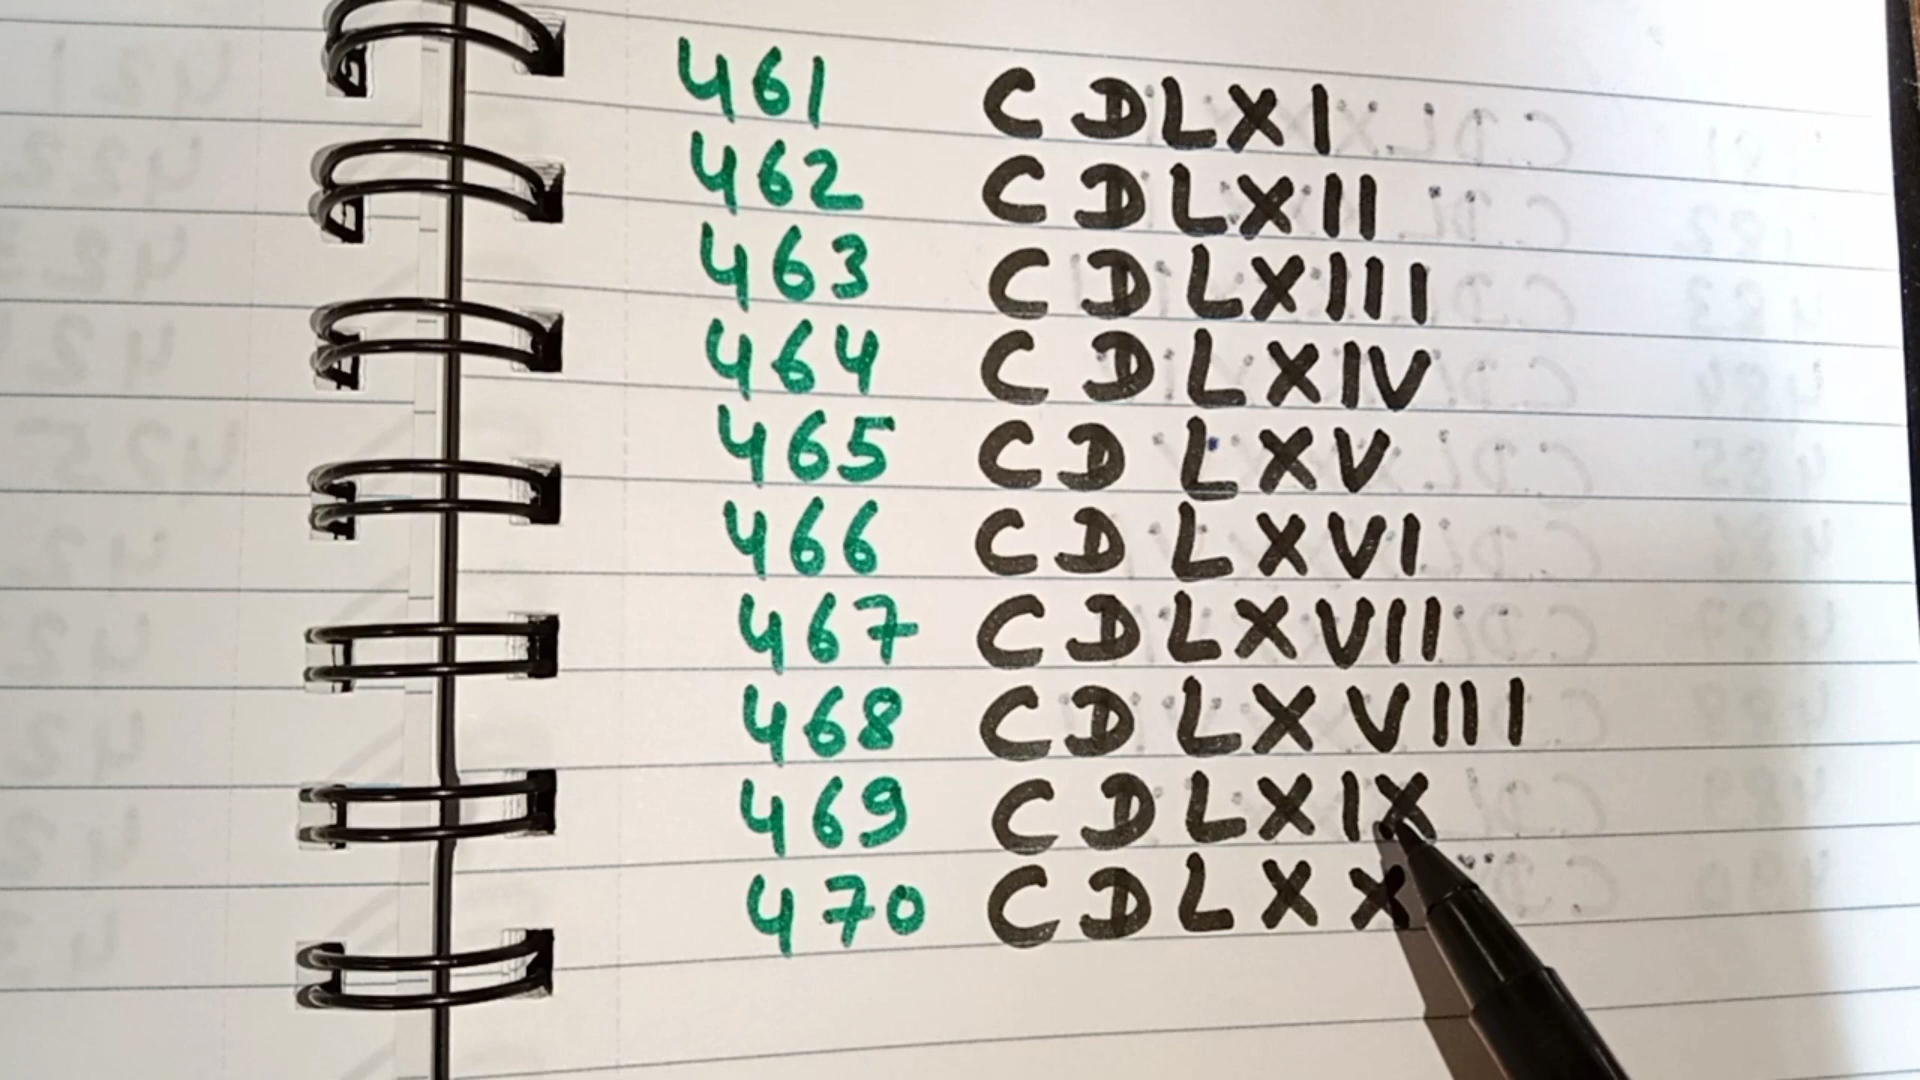 461 CDLXI
462 CDLXII
463 CDLXIII
464 CDLXIV
465 CDLXV
466 CDLXVI
467 CDLXVII
468 CDLXVIII
469 CDLXIX
470 CDLXX